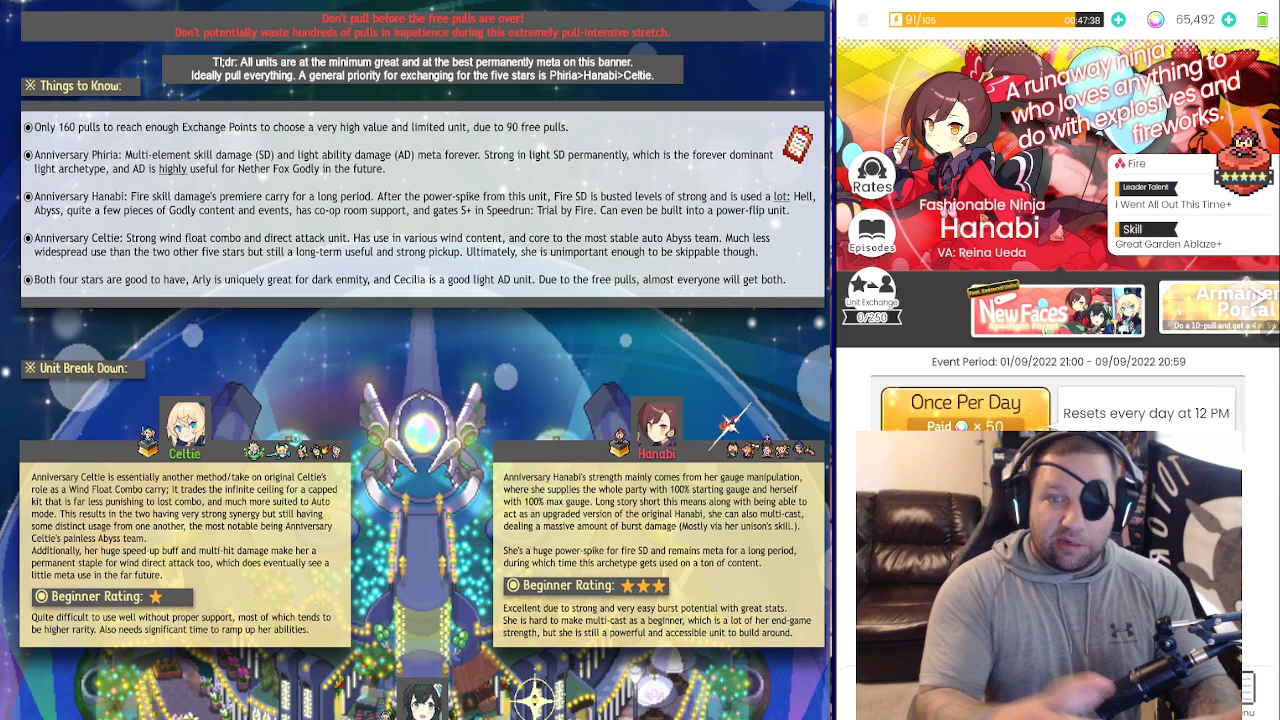 Don't pull before the free pulls are over!
Don't potentially waste hundreds of pulls in impatience during this extremely pull-intensive stretch.
Tl;dr: All units are at the minimum great and at the best permanently meta on this banner.
Ideally pull everything. A general priority for exchanging for the five stars is Phiria>Hanabi>Celtie.
※ Things to Know:
Only 160 pulls to reach enough Exchange Points to choose a very high value and limited unit, due to 90 free pulls.
Anniversary Phiria: Multi-element skill damage (SD) and light ability damage (AD) meta forever. Strong in light SD permanently, which is the forever dominant
light archetype, and AD is highly useful for Nether Fox Godly in the future.
Anniversary Hanabi: Fire skill damage's premier carry for a long period. After the power-spike from this unit Fire SD is busted levels of strong and is used a lot: Hell,
Abyss, quite a few pieces of Godly content and events. Even afterwards she remains a premium support, and gates S+ in Speedrun: Trial by Fire. Can even be built into a power-flip unit.
Anniversary Celtie: Strong wind float combo and direct attack unit. Has use in various wind content, and core to the most stable auto Abyss team. Much less
widespread use than the two other five stars but still a long-term useful and strong pickup. Ultimately, she is unimportant enough to be skippable though.
Both four stars are good to have: Arly is uniquely great for dark enmity, and Cecilia is a good light AD unit. Due to the free pulls, almost everyone will get both.
※ Unit Break Down:
Celtie
Anniversary Celtie is essentially another method/take on original Celtie's
role as a Wind Float Combo carry; It trades the infinite ceiling for a capped
kit that is far less punishing to lost combo, and much more suited to Auto
mode. This results in the two having very strong synergy but still having
some distinct usage from one another, the most notable being Anniversary
Celtie's painless Abyss team.
Additionally, her huge speed-up buff and multi-hit damage make her a
permanent staple for wind direct attack too, which does eventually see a
little meta use in the far future.
Beginner Rating:
Quite difficult to use well without proper support, most of which tends to
be higher rarity. Also needs significant time to ramp up her abilities.
Hanabi
Anniversary Hanabi's strength mainly comes from her gauge manipulation,
where she supplies the whole party with 100% starting gauge and herself
with 100% max gauge. Long story short this means along with being able to
act as an upgraded version of the original Hanabi, she can also multi-cast,
dealing a massive amount of burst damage (Mostly via her unison's skill.).
She's a huge power-spike for fire SD and remains meta for a long period,
during which time this archetype gets used on a ton of content.
Beginner Rating:
Excellent due to strong and very easy burst potential with great stats.
She is hard to make multi-cast as a beginner, which is a lot of her end-game
strength, but she is still a powerful and accessible unit to build around.
91/105
00:47:38
65,492
A runaway ninja
who loves anything to
do with explosives and
fireworks.
Rates
Episodes
Fashionable Ninja
Hanabi
VA: Reina Ueda
Fire
Leader Talent
I Went All Out This Time+
Skill
Great Garden Ablaze+
Unit Exchange
0/250
New Faces
Spotlight Portal
Portal
Do a 10-pull and get a 4
Event Period: 01/09/2022 21:00 - 09/09/2022 20:59
Once Per Day
Paid × 50
Resets every day at 12 PM